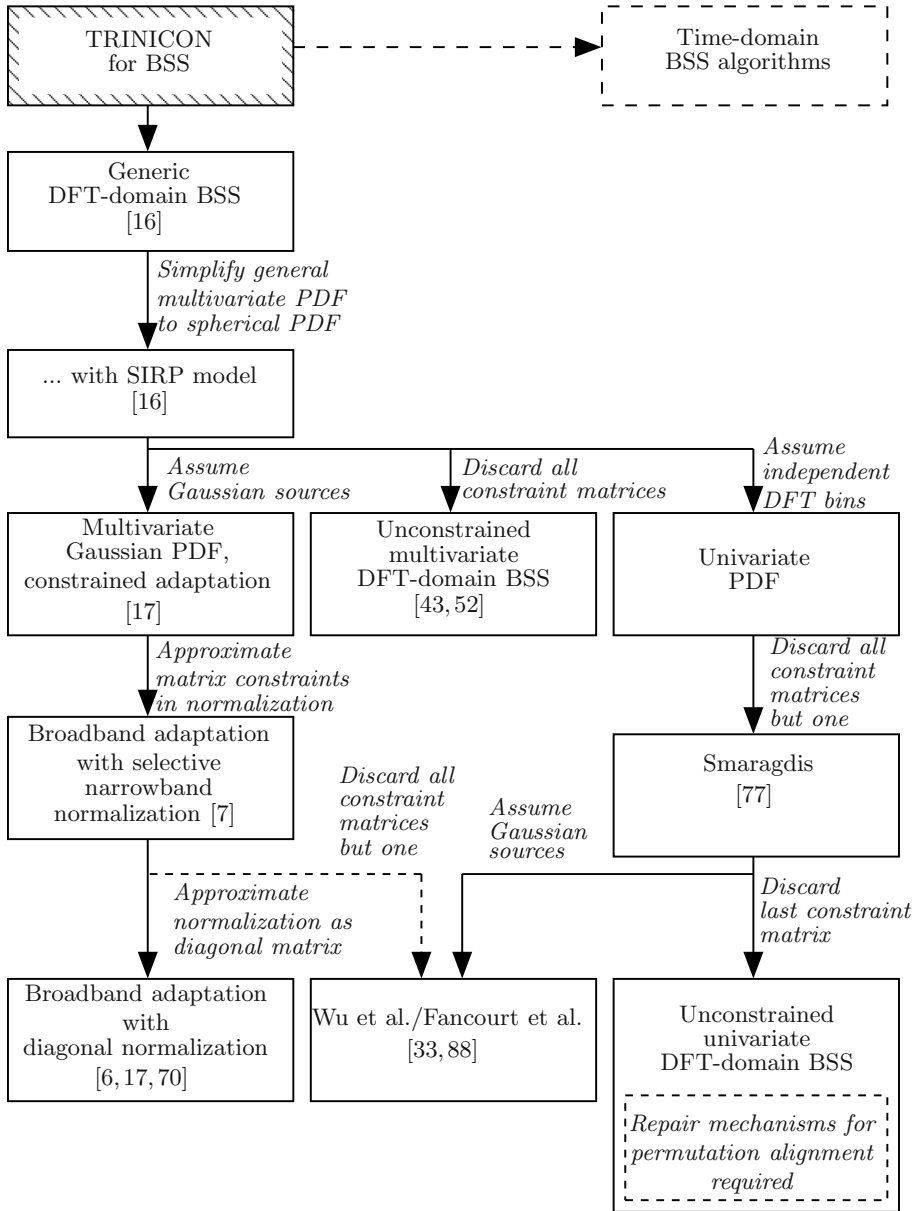 TRINICON
for BSS
Time-domain
BSS algorithms
Generic
DFT-domain BSS
[16]
Simplify general
multivariate PDF
to spherical PDF
... with SIRP model
[16]
Assume
Gaussian sources
Discard all
constraint matrices
Assume
independent
DFT bins
Multivariate
Gaussian PDF,
constrained adaptation
[17]
Unconstrained
multivariate
DFT-domain BSS
[43, 52]
Univariate
PDF
Approximate
matrix constraints
in normalization
Discard all
constraint
matrices
but one
Broadband adaptation
with selective
narrowband
normalization [7]
Discard all
constraint
matrices
but one
Assume
Gaussian
sources
Smaragdis
[77]
Approximate
normalization as
diagonal matrix
Discard
last constraint
matrix
Broadband adaptation
with
diagonal normalization
[6, 17, 70]
Wu et al./Fancourt et al.
[33, 88]
Unconstrained
univariate
DFT-domain BSS
Repair mechanisms for
permutation alignment
required